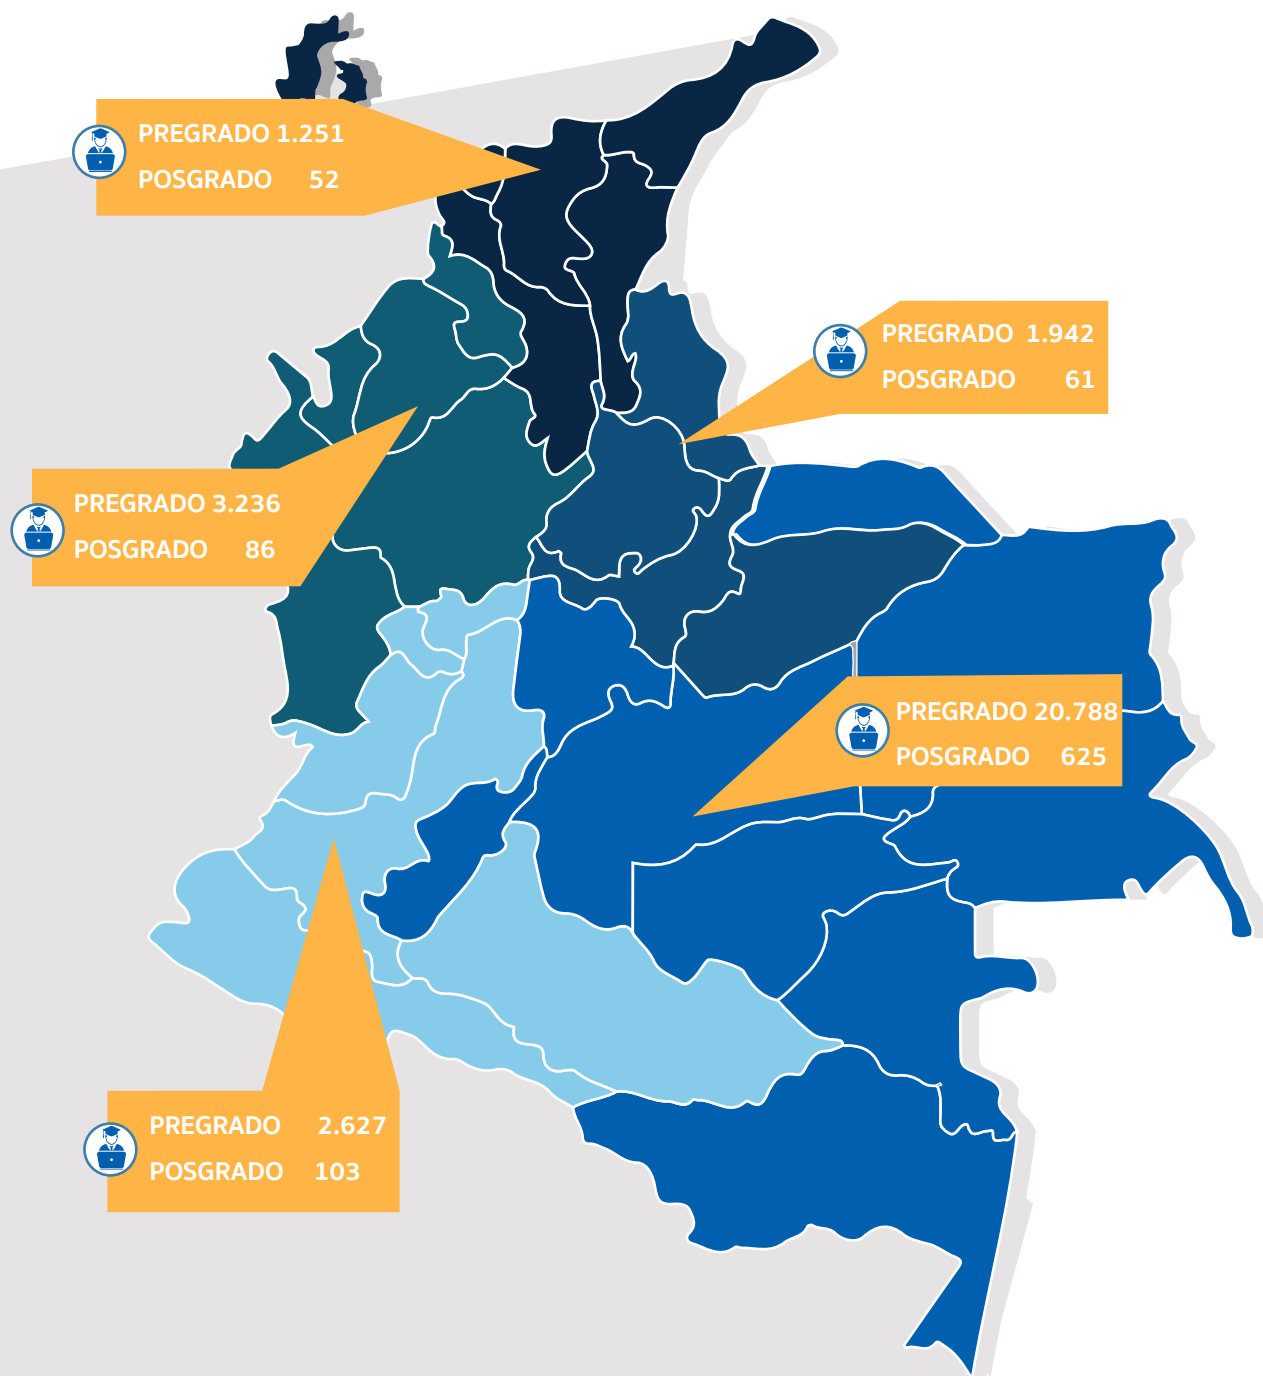 PREGRADO 1.251
POSGRADO 52
PREGRADO 1.942
POSGRADO 61
PREGRADO 3.236
POSGRADO 86
PREGRADO 20.788
POSGRADO 625
PREGRADO 2.627
POSGRADO 103